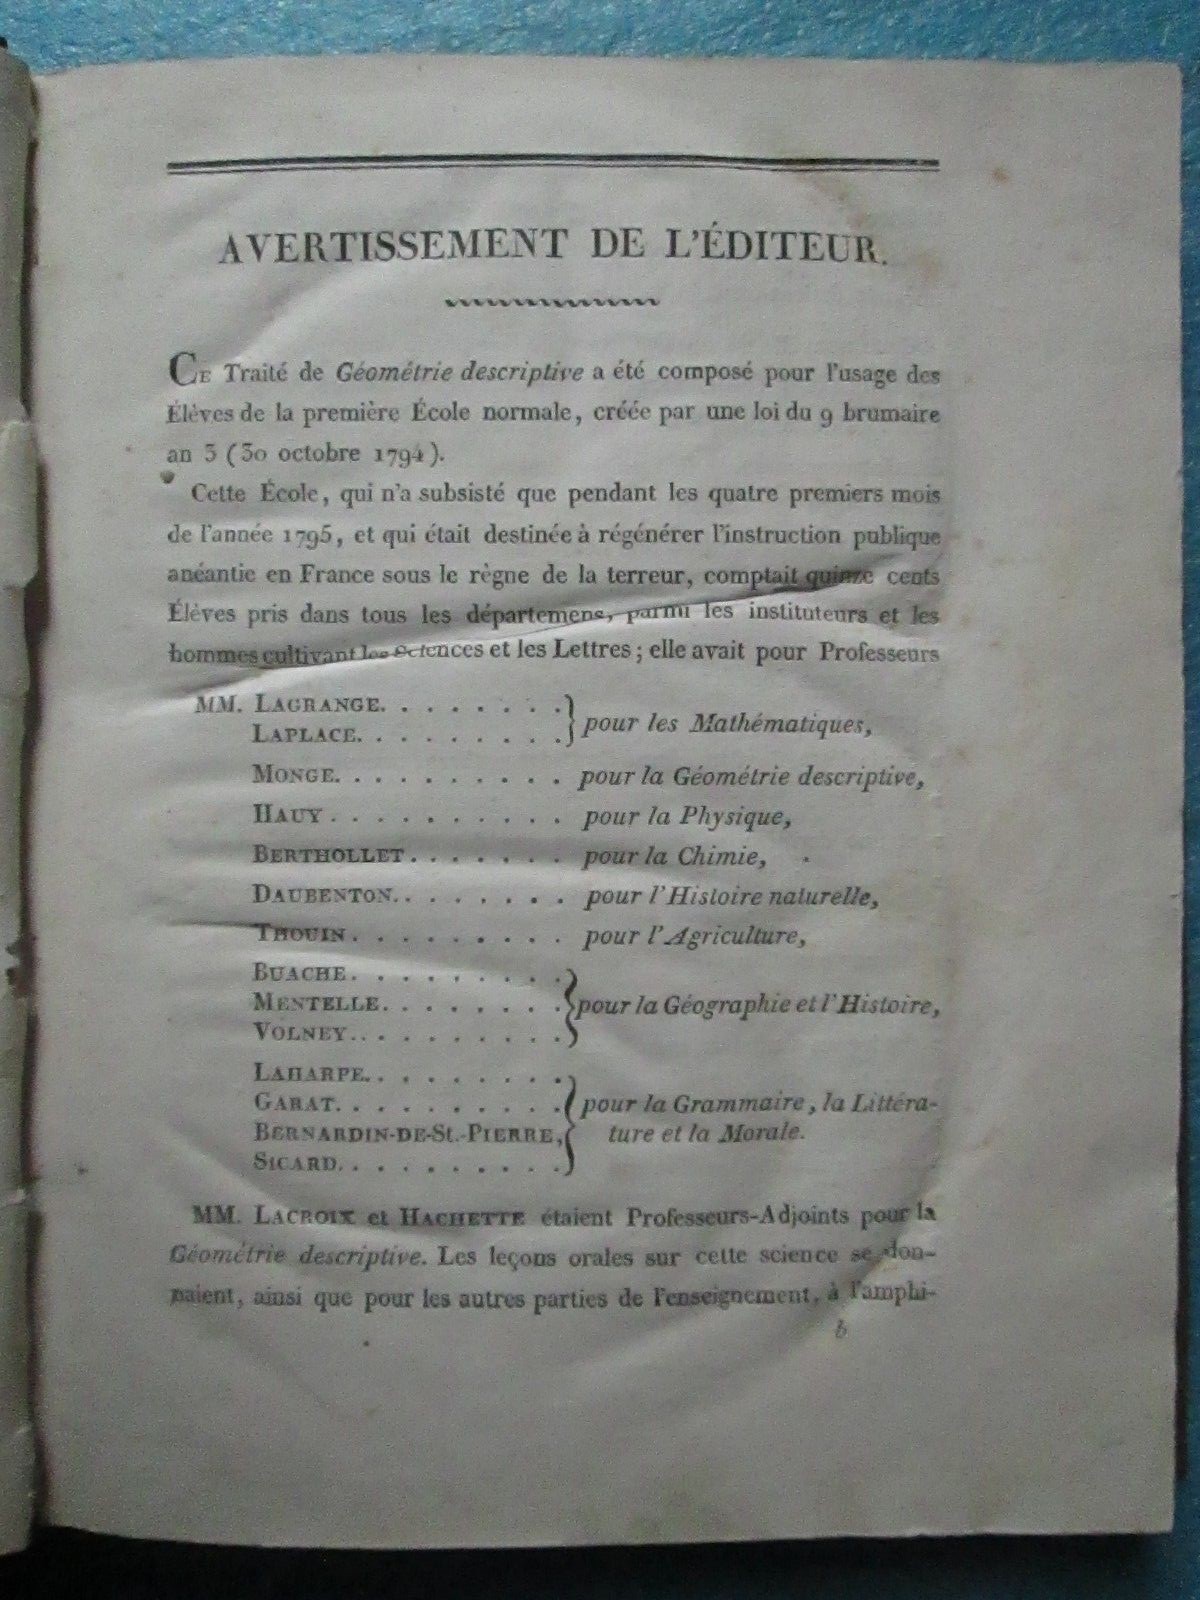 AVERTISSEMENT DE L'ÉDITEUR.
CE Traité de Géométrie descriptive a été composé pour l'usage des
Élèves de la première École normale, créée par une loi du 9 brumaire
an 3 (30 octobre 1794).
Cette École, qui n'a subsisté que pendant les quatre premiers mois
de l'année 1795, et qui était destinée à régénérer l'instruction publique
anéantie en France sous le règne de la terreur, comptait quinze cents
Élèves pris dans tous les départemens, parmi les instituteurs et les
hommes cultivant les Sciences et les Lettres; elle avait pour Professeurs
MM. LAGRANGE. . . . . . . .
LAPLACE. . . . . . . . . } pour les Mathématiques,
MONGE. . . . . . . . . . pour la Géométrie descriptive,
HAUY . . . . . . . . . . pour la Physique,
BERTHOLLET. . . . . . . pour la Chimie,
DAUBENTON. . . . . . . . pour l'Histoire naturelle,
THOUIN. . . . . . . . . pour l'Agriculture,
BUACHE. . . . . . . . .
MENTELLE. . . . . . . . } pour la Géographie et l'Histoire,
VOLNEY. . . . . . . . . .
LAHARPE. . . . . . . . .
GARAT. . . . . . . . . . } pour la Grammaire, la Littéra-
BERNARDIN-DE-St.-PIERRE, ture et la Morale.
SICARD. . . . . . . . . .
MM. LACROIX et HACHETTE étaient Professeurs-Adjoints pour la
Géométrie descriptive. Les leçons orales sur cette science se don-
naient, ainsi que pour les autres parties de l'enseignement, à l'amphi-
b